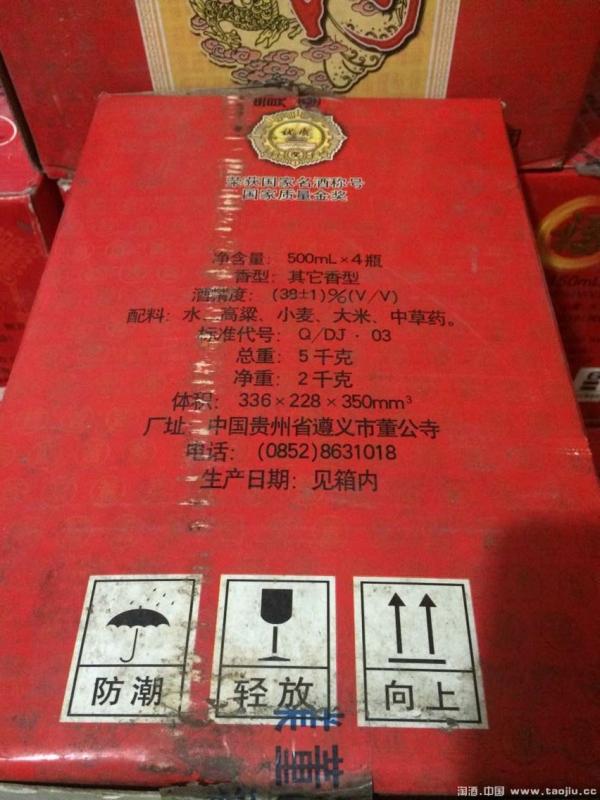 优质
荣获国家名酒称号
国家质量金奖
净含量: 500mL×4瓶
香型: 其它香型
酒精度: (38±1)%(V/V)
配料: 水、高粱、小麦、大米、中草药。
标准代号: Q/DJ·03
总重: 5千克
净重: 2千克
体积: 336×228×350mm³
厂址: 中国贵州省遵义市董公寺
电话: (0852)8631018
生产日期: 见箱内
防潮
轻放
向上
董
淘酒.中国 www.taojiu.cc